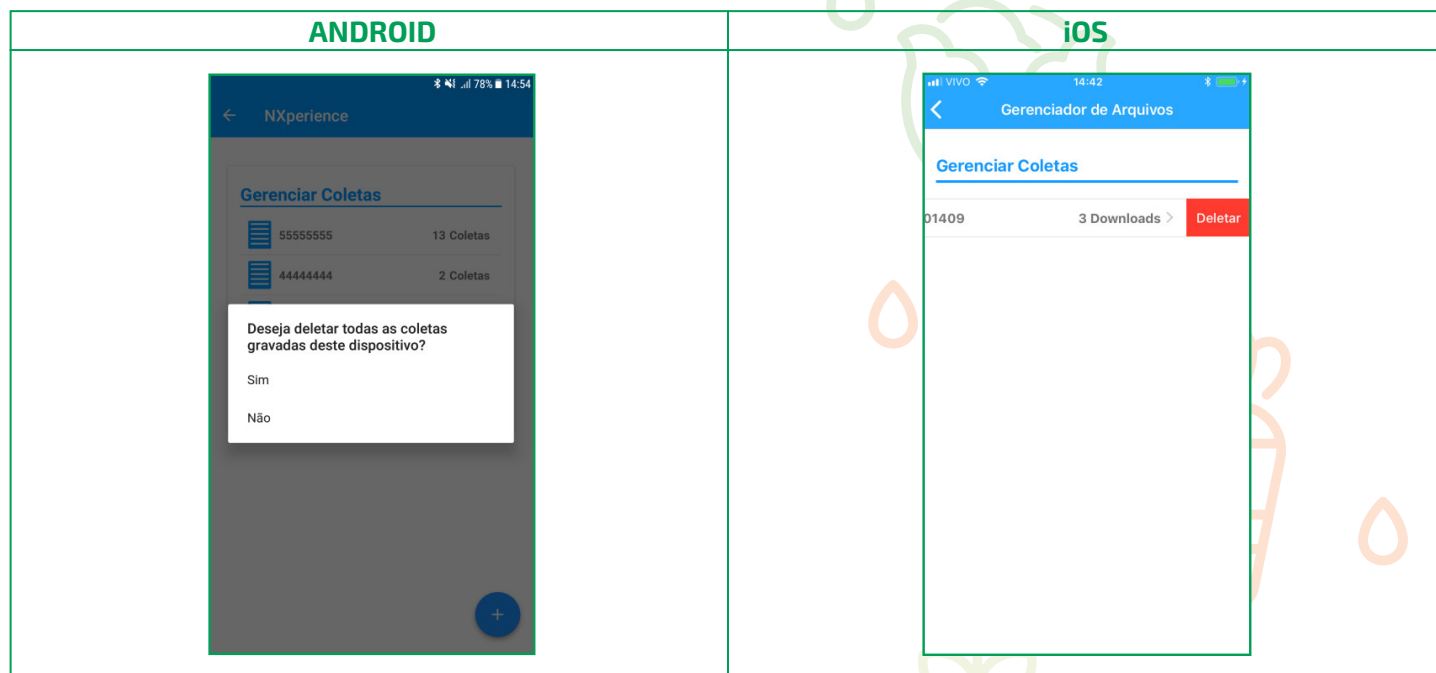 ANDROID
iOS
78% 14:54
NXperience
Gerenciar Coletas
55555555 13 Coletas
44444444 2 Coletas
Deseja deletar todas as coletas
gravadas deste dispositivo?
Sim
Não
+
VIVO 14:42
Gerenciador de Arquivos
Gerenciar Coletas
01409 3 Downloads Deletar